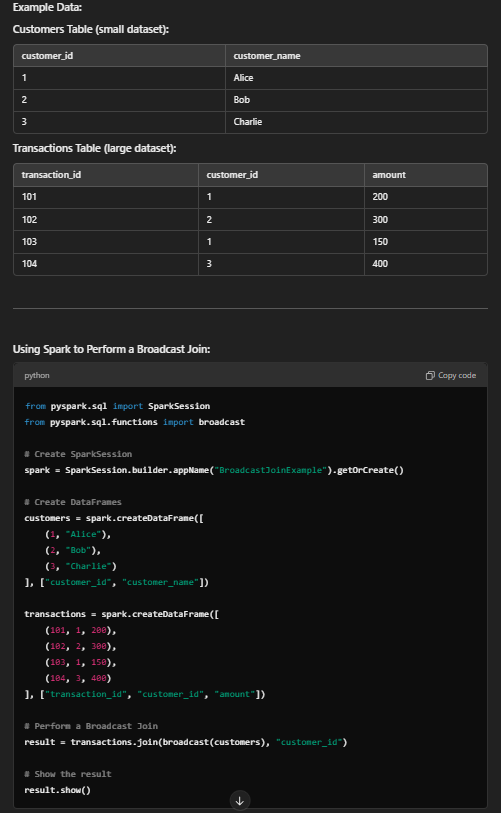 Example Data:
Customers Table (small dataset):
customer_id customer_name
1 Alice
2 Bob
3 Charlie
Transactions Table (large dataset):
transaction_id customer_id amount
101 1 200
102 2 300
103 1 150
104 3 400
Using Spark to Perform a Broadcast Join:
python Copy code
from pyspark.sql import SparkSession
from pyspark.sql.functions import broadcast
# Create SparkSession
spark = SparkSession.builder.appName("BroadcastJoinExample").getOrCreate()
# Create DataFrames
customers = spark.createDataFrame([
    (1, "Alice"),
    (2, "Bob"),
    (3, "Charlie")
], ["customer_id", "customer_name"])
transactions = spark.createDataFrame([
    (101, 1, 200),
    (102, 2, 300),
    (103, 1, 150),
    (104, 3, 400)
], ["transaction_id", "customer_id", "amount"])
# Perform a Broadcast Join
result = transactions.join(broadcast(customers), "customer_id")
# Show the result
result.show()